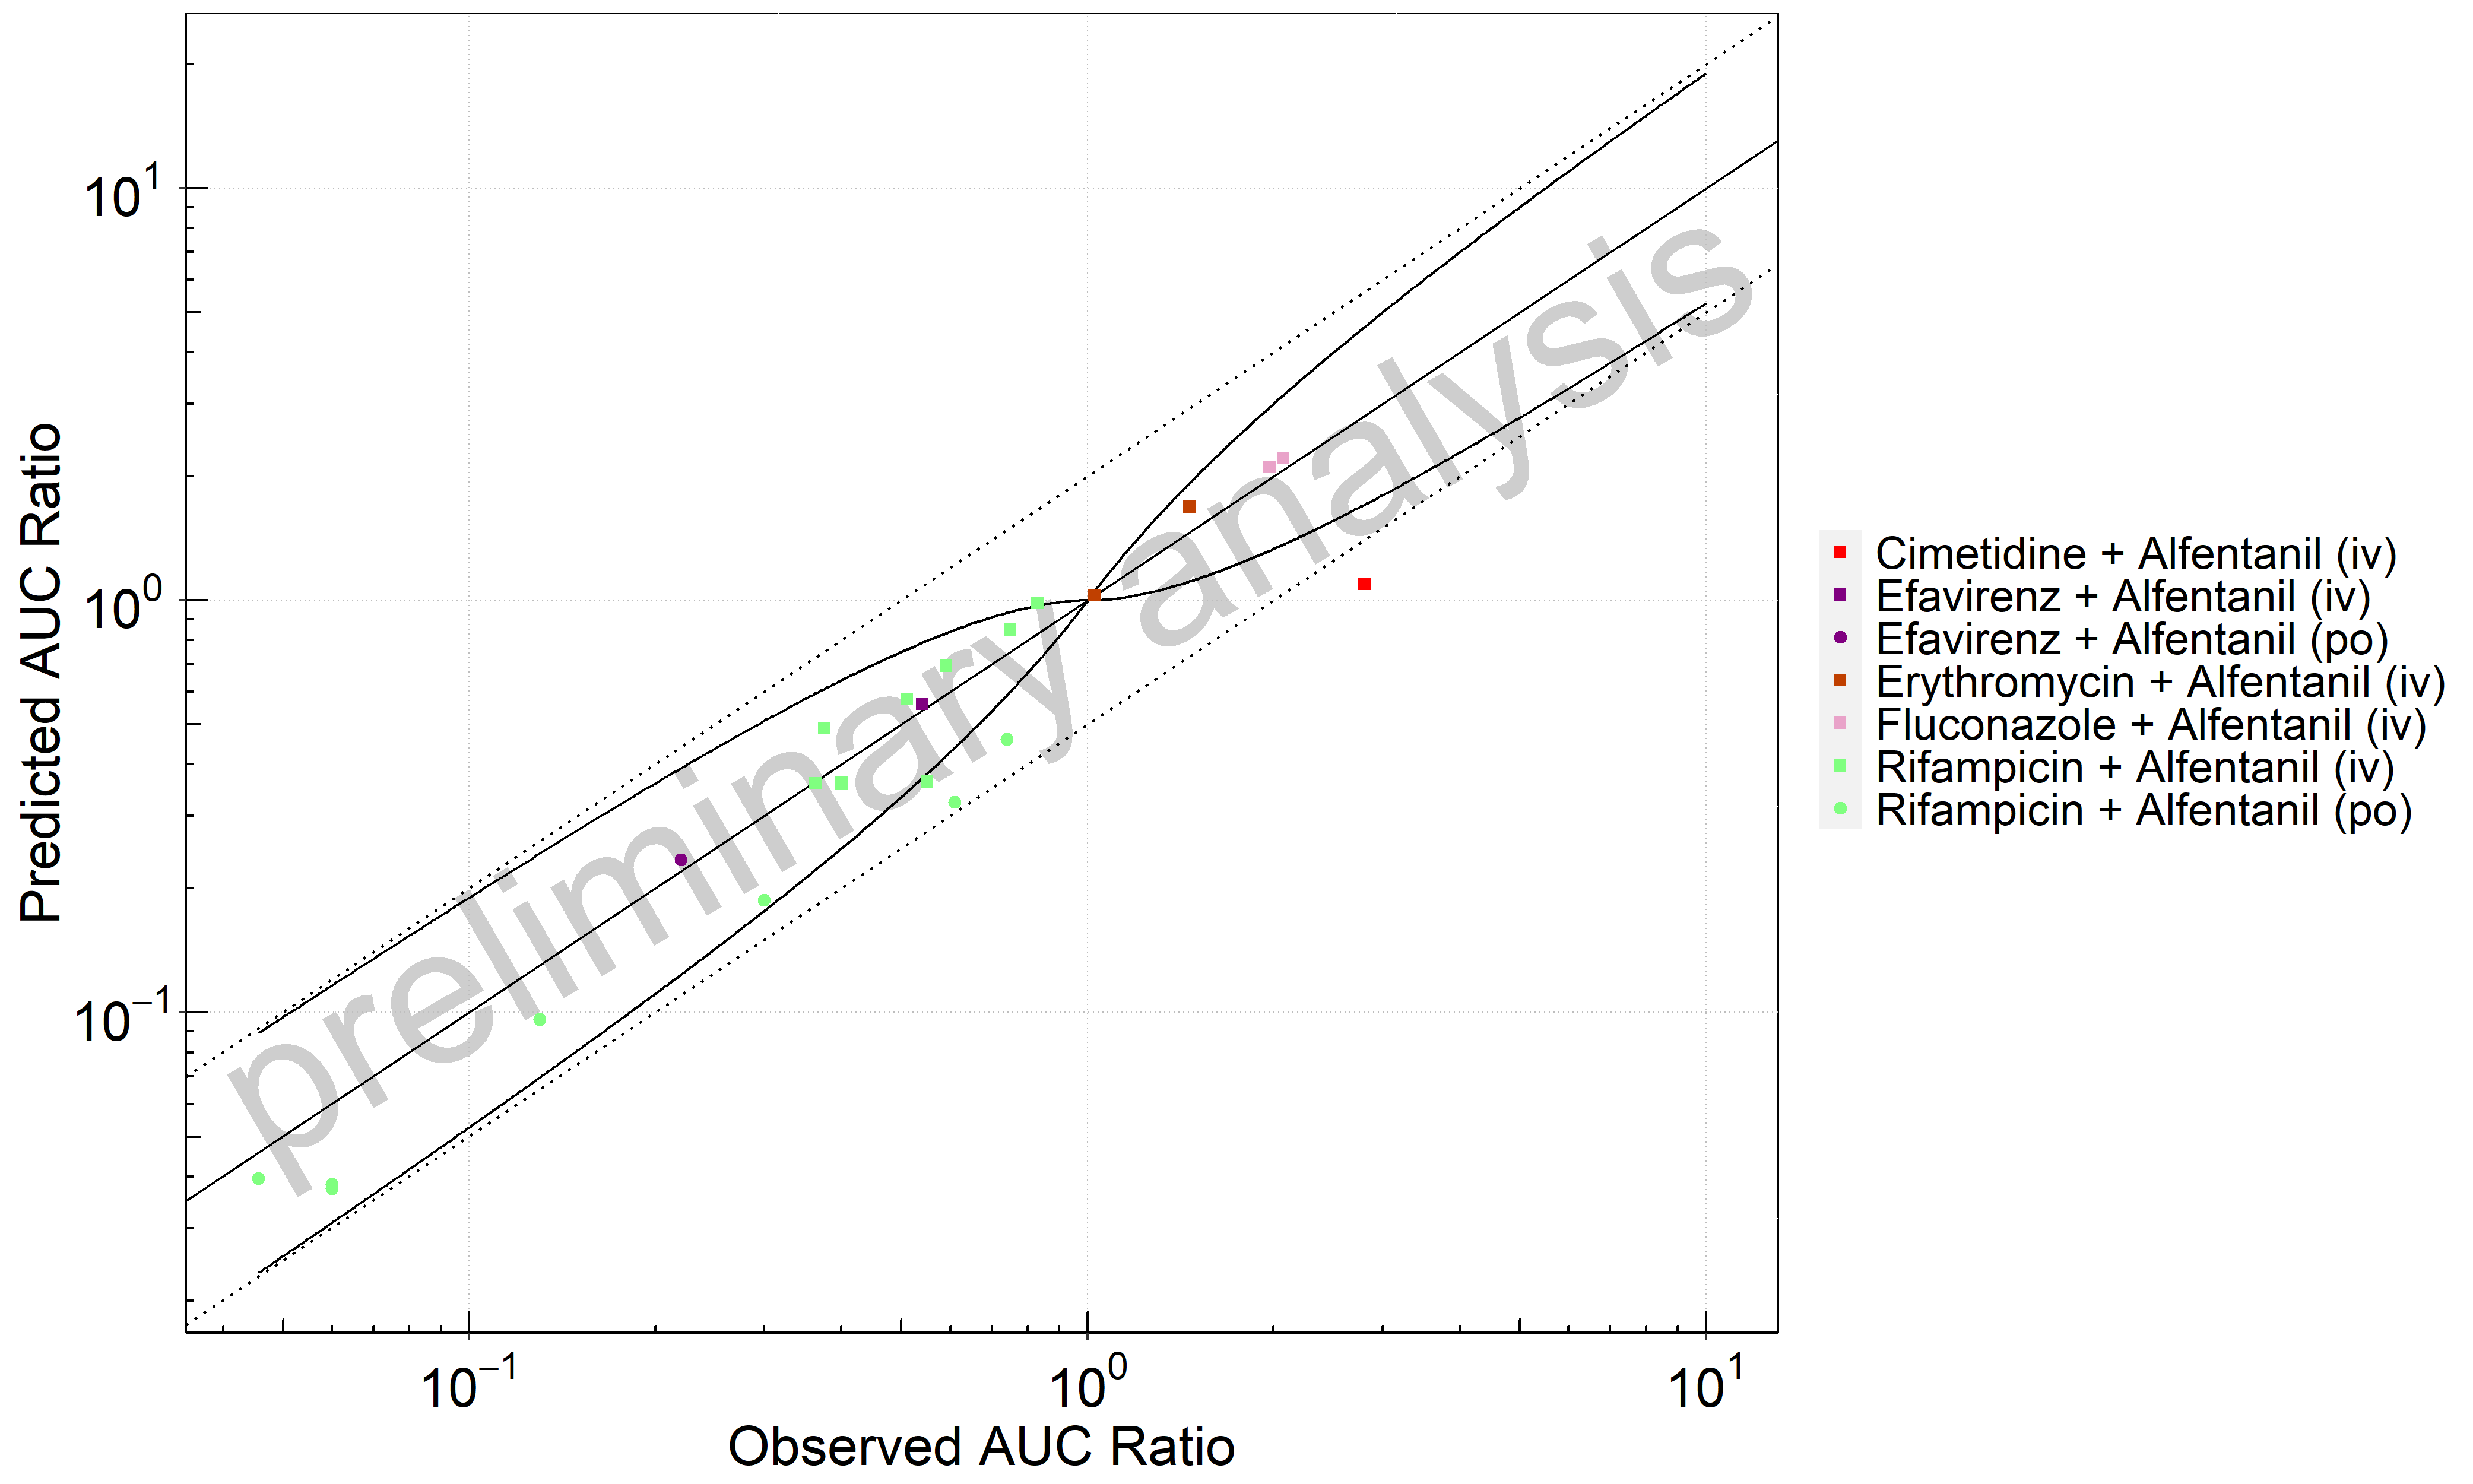 10¹
10⁰
10⁻¹
Predicted AUC Ratio
preliminary analysis
10⁻¹
10⁰
10¹
Observed AUC Ratio
Cimetidine + Alfentanil (iv)
Efavirenz + Alfentanil (iv)
Efavirenz + Alfentanil (po)
Erythromycin + Alfentanil (iv)
Fluconazole + Alfentanil (iv)
Rifampicin + Alfentanil (iv)
Rifampicin + Alfentanil (po)